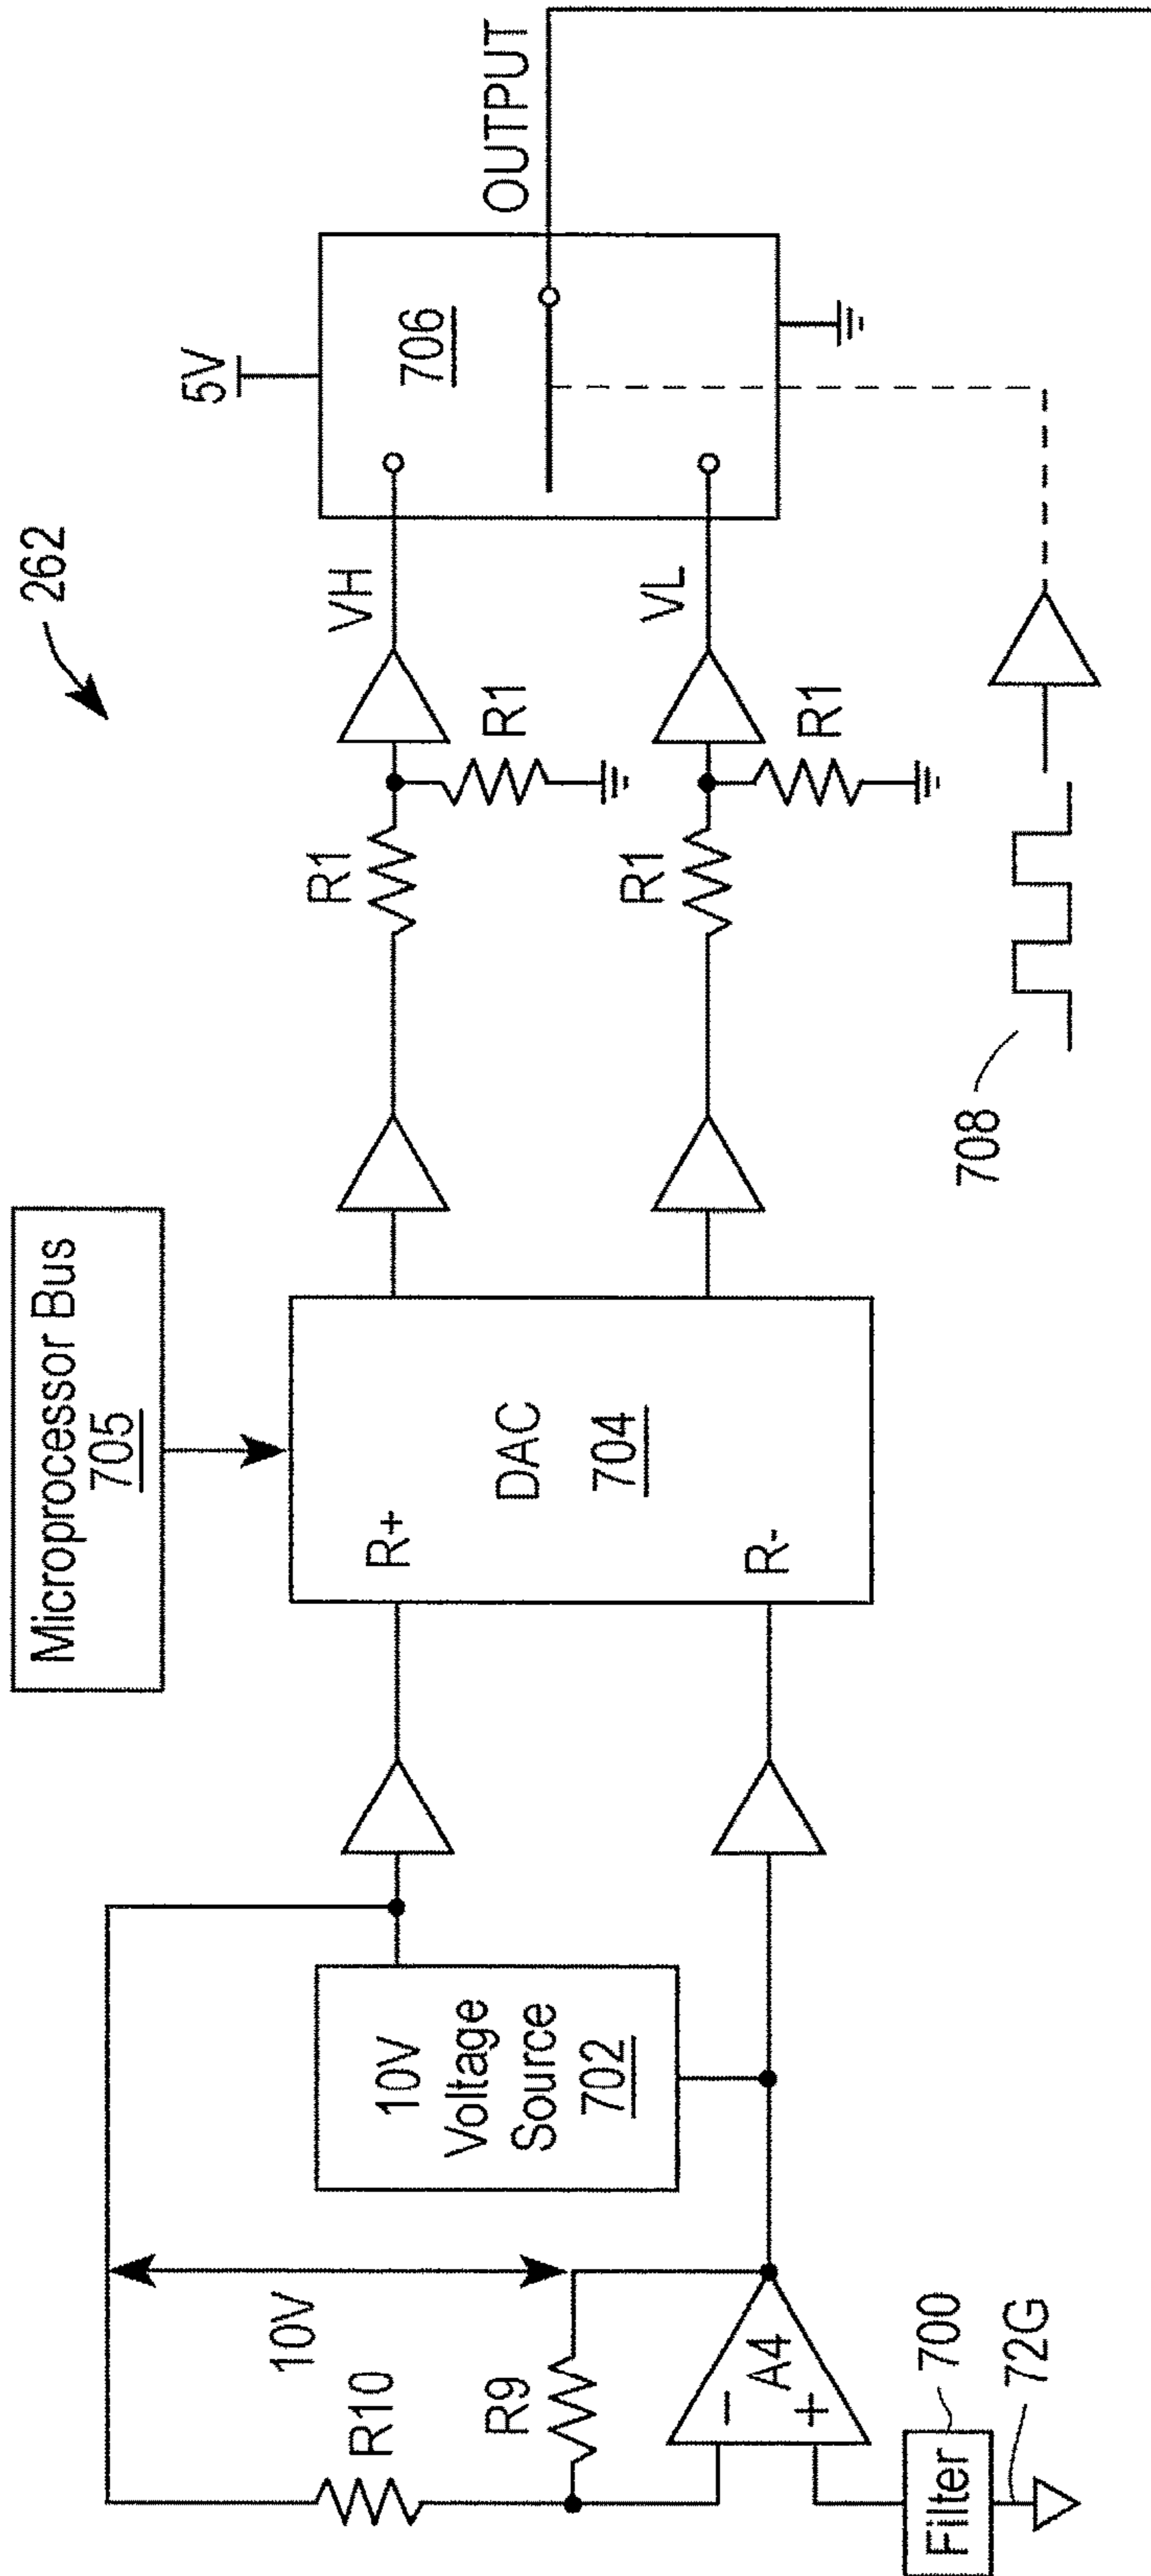 262
Microprocessor Bus
705
5V
706
OUTPUT
VH
VL
R1
R1
R1
R1
708
DAC
704
R+
R-
10V
Voltage
Source
702
10V
R10
R9
A4
−
+
Filter
700
72G